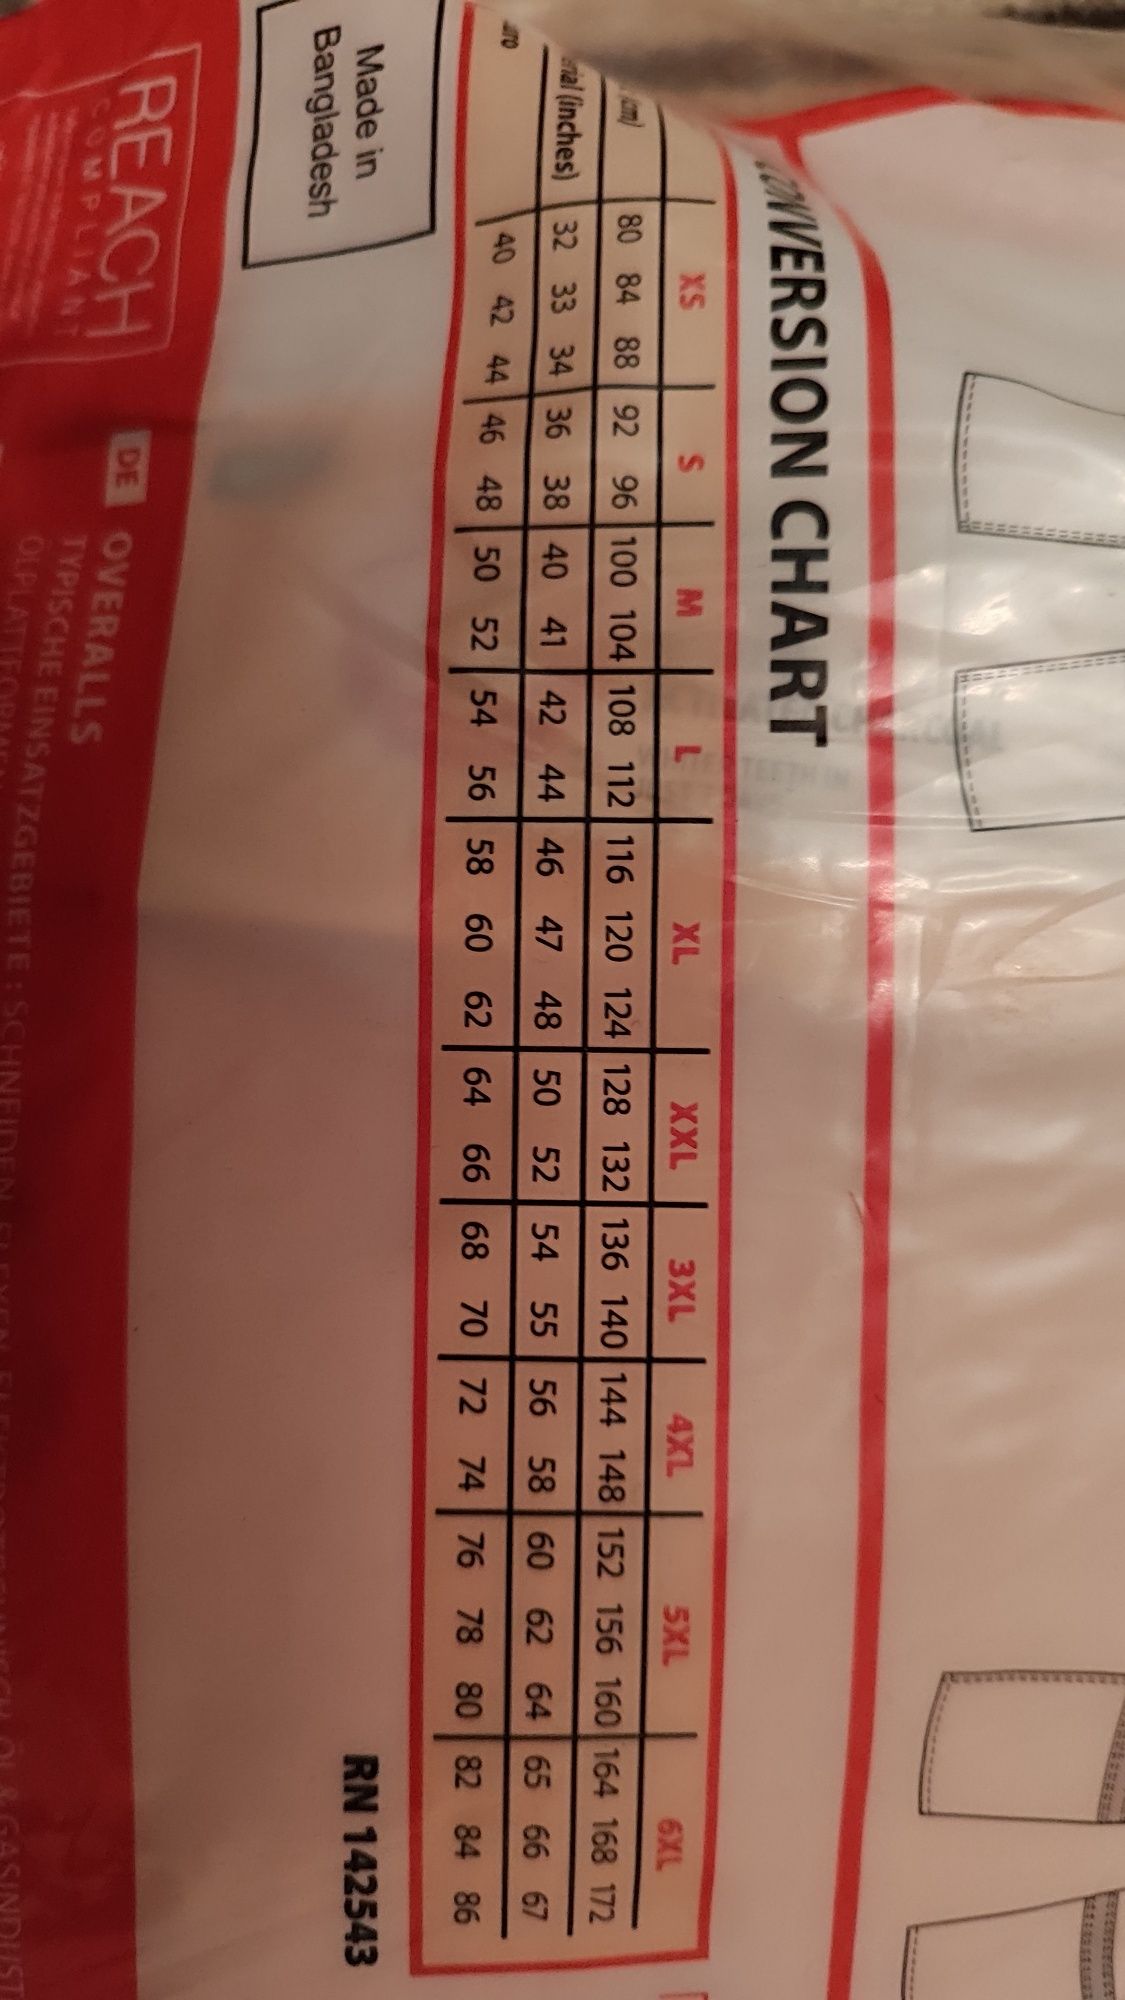 CONVERSION CHART
XS S M L XL XXL 3XL 4XL 5XL 6XL
cm) 80 84 88 92 96 100 104 108 112 116 120 124 128 132 136 140 144 148 152 156 160 164 168 172
(inches) 32 33 34 36 38 40 41 42 44 46 47 48 50 52 54 55 56 58 60 62 64 65 66 67
40 42 44 46 48 50 52 54 56 58 60 62 64 66 68 70 72 74 76 78 80 82 84 86
Made in
Bangladesh
RN 142543
REACH
COMPLIANT
DE OVERALLS
TYPISCHE EINSATZGEBIETE : SCHNEIDEN